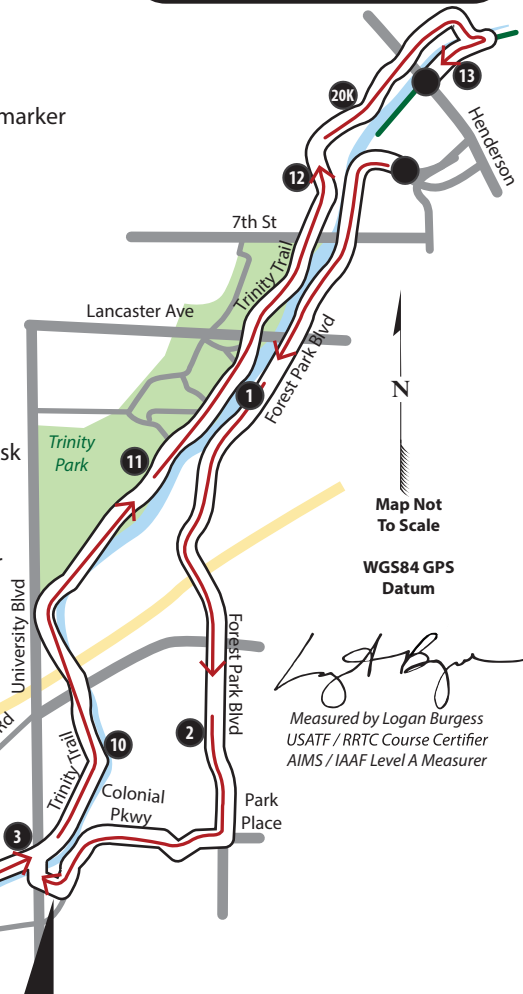 marker
20K
13
Henderson
12
7th St
Trinity Trail
Lancaster Ave
Forest Park Blvd
1
N
Trinity
Park
11
sk
Map Not
To Scale
WGS84 GPS
Datum
University Blvd
Forest Park Blvd
Measured by Logan Burgess
USATF / RRTC Course Certifier
AIMS / IAAF Level A Measurer
Rd
10
2
Trinity Trail
Colonial
Pkwy
Park
Place
3